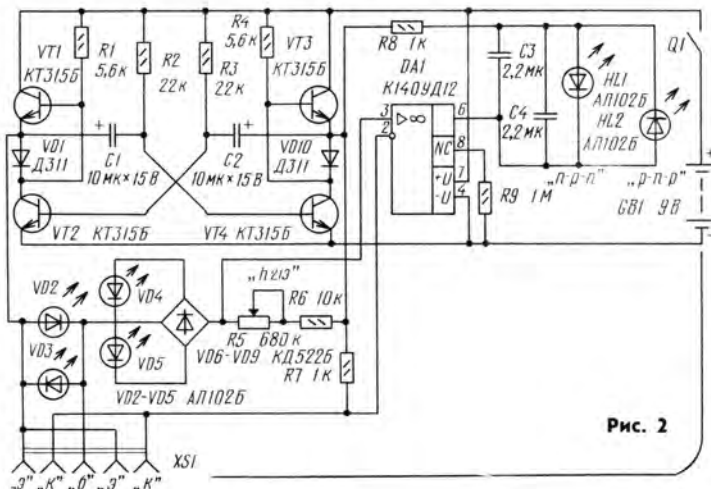 VT1
КТ315Б
R1
5,6к
R2
22к
R4
5,6к
R3
22к
VT3
КТ315Б
R8 1к
DA1
К140УД12
C3
2,2мк
C4
2,2мк
HL1
АЛ102Б
HL2
АЛ102Б
Q1
VD1
Д311
+
C1
10мк×15В
+
C2
10мк×15В
VD10
Д311
3
2
▷∞
NC
+U
-U
6
8
7
4
R9 1М
„n-p-n"
„p-n-p"
+
GB1 9В
-
VT2 КТ315Б
VT4 КТ315Б
VD2
VD3
VD4
VD5
„h21э"
R5 680к
R6 10к
VD6-VD9 КД522Б
R7 1к
VD2-VD5 АЛ102Б
Рис. 2
XS1
„э" „к" „б" „э" „к"